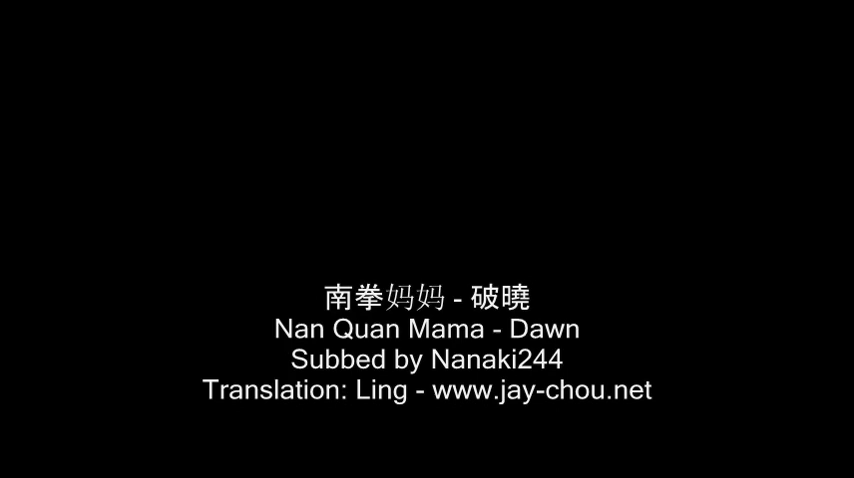 南拳妈妈 - 破曉
Nan Quan Mama - Dawn
Subbed by Nanaki244
Translation: Ling - www.jay-chou.net